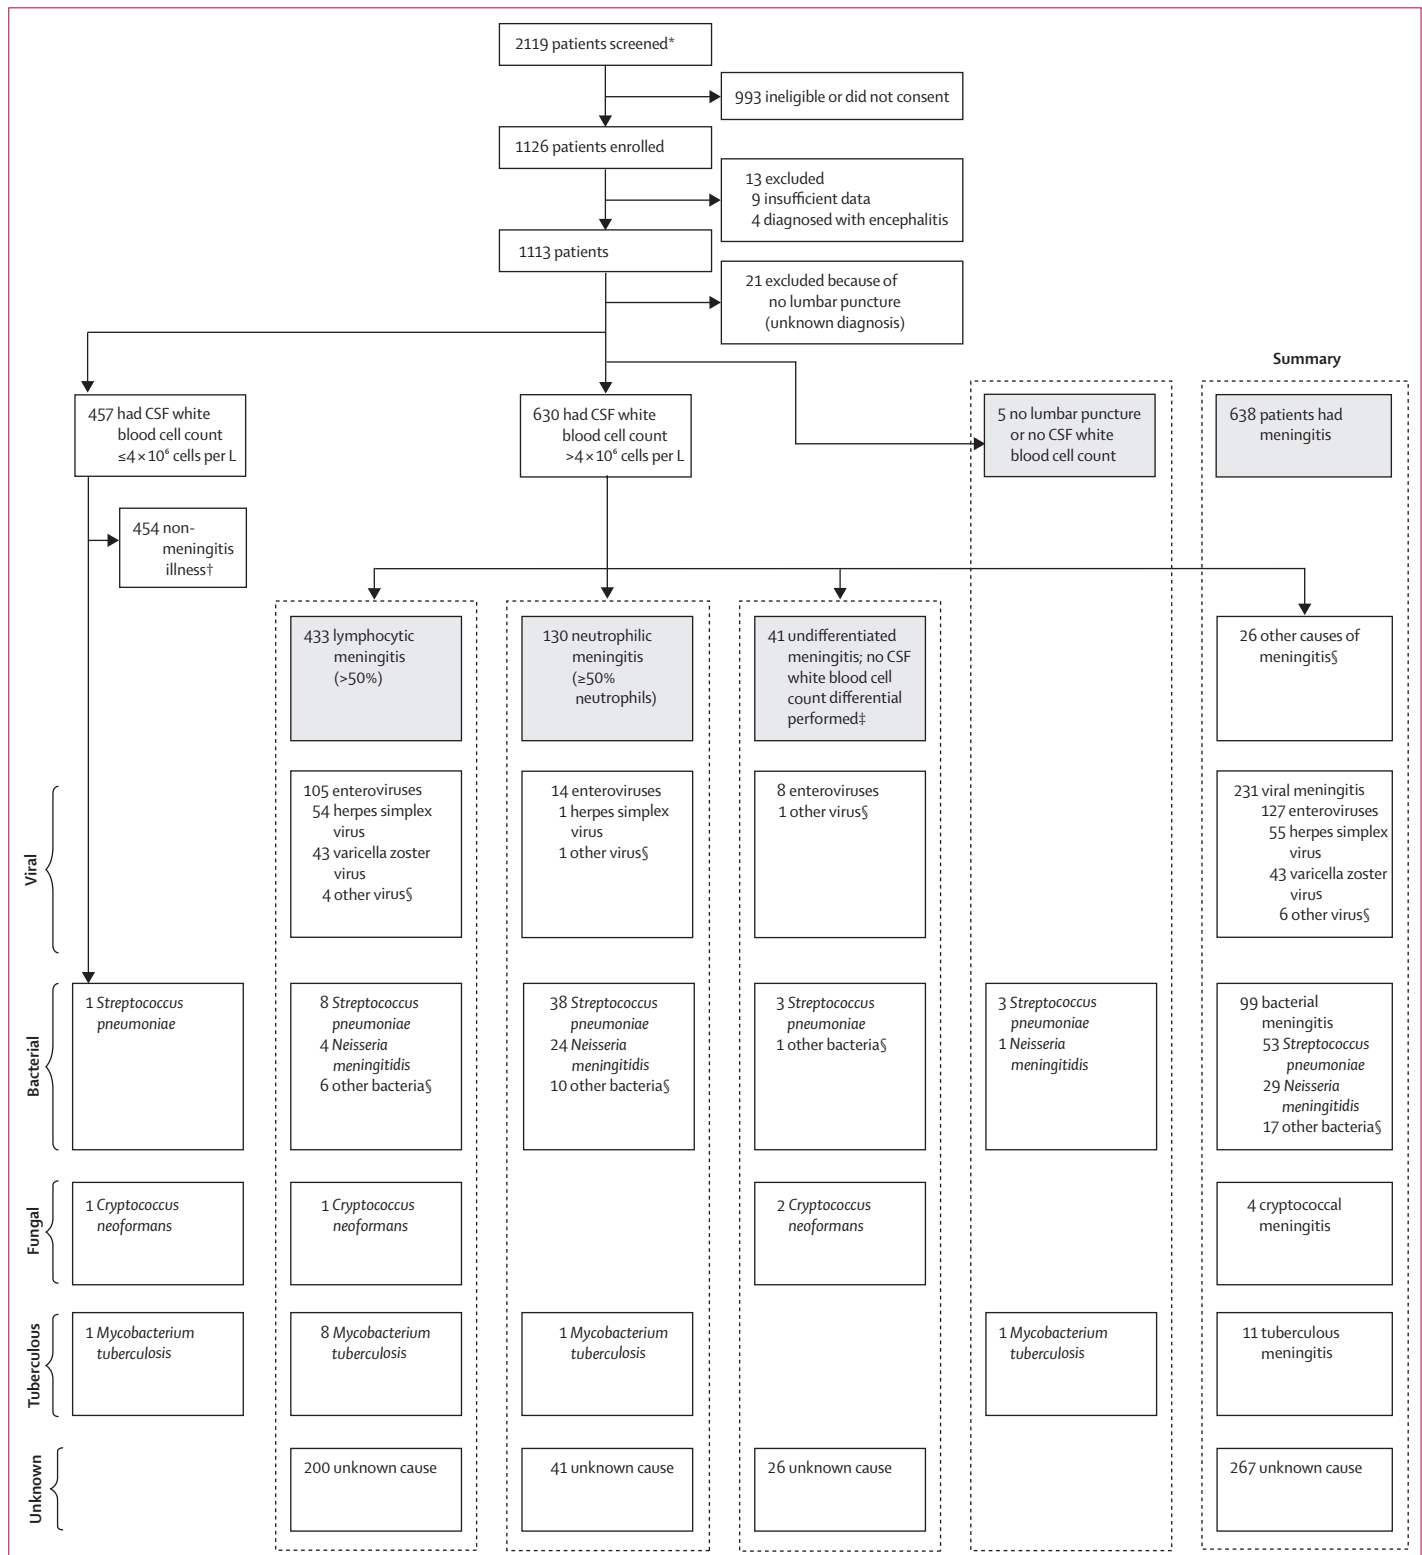 2119 patients screened*
993 ineligible or did not consent
1126 patients enrolled
13 excluded
9 insufficient data
4 diagnosed with encephalitis
1113 patients
21 excluded because of
no lumbar puncture
(unknown diagnosis)
Summary
457 had CSF white
blood cell count
≤4 × 10⁶ cells per L
630 had CSF white
blood cell count
>4 × 10⁶ cells per L
5 no lumbar puncture
or no CSF white
blood cell count
638 patients had
meningitis
454 non-
meningitis
illness†
433 lymphocytic
meningitis
(>50%)
130 neutrophilic
meningitis
(≥50%
neutrophils)
41 undifferentiated
meningitis; no CSF
white blood cell
count differential
performed‡
26 other causes of
meningitis§
Viral
105 enteroviruses
54 herpes simplex
virus
43 varicella zoster
virus
4 other virus§
14 enteroviruses
1 herpes simplex
virus
1 other virus§
8 enteroviruses
1 other virus§
231 viral meningitis
127 enteroviruses
55 herpes simplex
virus
43 varicella zoster
virus
6 other virus§
Bacterial
1 Streptococcus
pneumoniae
8 Streptococcus
pneumoniae
4 Neisseria
meningitidis
6 other bacteria§
38 Streptococcus
pneumoniae
24 Neisseria
meningitidis
10 other bacteria§
3 Streptococcus
pneumoniae
1 other bacteria§
3 Streptococcus
pneumoniae
1 Neisseria
meningitidis
99 bacterial
meningitis
53 Streptococcus
pneumoniae
29 Neisseria
meningitidis
17 other bacteria§
Fungal
1 Cryptococcus
neoformans
1 Cryptococcus
neoformans
2 Cryptococcus
neoformans
4 cryptococcal
meningitis
Tuberculous
1 Mycobacterium
tuberculosis
8 Mycobacterium
tuberculosis
1 Mycobacterium
tuberculosis
1 Mycobacterium
tuberculosis
11 tuberculous
meningitis
Unknown
200 unknown cause
41 unknown cause
26 unknown cause
267 unknown cause